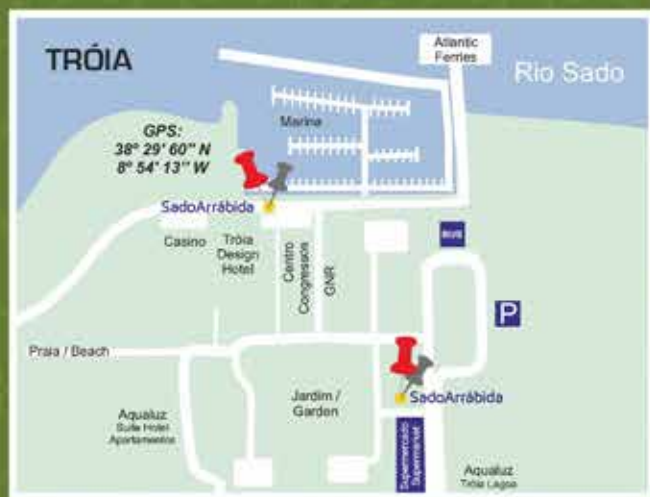 TRÓIA
Atlantic
Ferries
Rio Sado
GPS:
38º 29' 60'' N
8º 54' 13'' W
Marina
SadoArrábida
Casino
Tróia
Design
Hotel
Centro
Congressos
GNR
BUS
P
Praia / Beach
Jardim /
Garden
SadoArrábida
Aqualuz
Suite Hotel
Apartamentos
Supermercado
Supermarket
Aqualuz
Tróia Lagoa